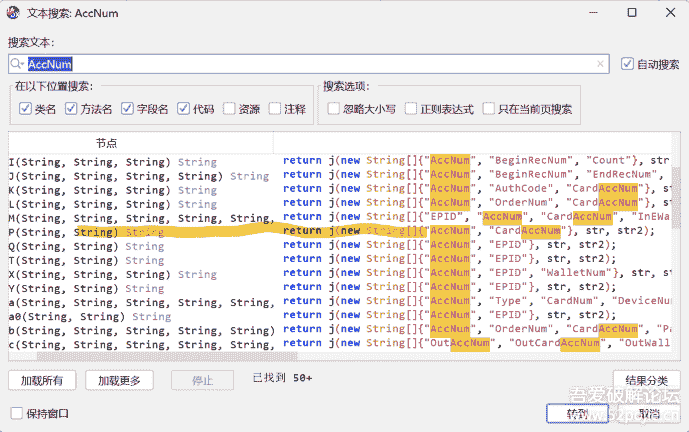 文本搜索: AccNum
搜索文本:
AccNum
自动搜索
在以下位置搜索:
搜索选项:
类名 方法名 字段名 代码 资源 注释
忽略大小写 正则表达式 只在当前页搜索
节点
I(String, String, String) String return j(new String[]{"AccNum", "BeginRecNum", "Count"}, str
J(String, String, String, String) String return j(new String[]{"AccNum", "BeginRecNum", "EndRecNum",
K(String, String, String) String return j(new String[]{"AccNum", "AuthCode", "CardAccNum"}, s
L(String, String, String) String return j(new String[]{"AccNum", "OrderNum", "CardAccNum"}, s
M(String, String, String, String, String, return j(new String[]{"EPID", "AccNum", "CardAccNum", "InEWa
P(String, String) String return j(new String[]{"AccNum", "CardAccNum"}, str, str2);
Q(String, String) String return j(new String[]{"AccNum", "EPID"}, str, str2);
T(String, String) String return j(new String[]{"AccNum", "EPID"}, str, str2);
X(String, String, String) String return j(new String[]{"AccNum", "EPID", "WalletNum"}, str, s
Y(String, String) String return j(new String[]{"AccNum", "EPID"}, str, str2);
a(String, String, String, String, String, return j(new String[]{"AccNum", "Type", "CardNum", "DeviceNum
a0(String, String) String return j(new String[]{"AccNum", "EPID"}, str, str2);
b(String, String, String, String, String, return j(new String[]{"AccNum", "OrderNum", "CardAccNum", "Pa
c(String, String, String, String, String, return j(new String[]{"OutAccNum", "OutCardAccNum", "OutWall
加载所有 加载更多 停止 已找到 50+ 结果分类
保持窗口 转到 取消
吾爱破解论坛
www.52pojie.cn